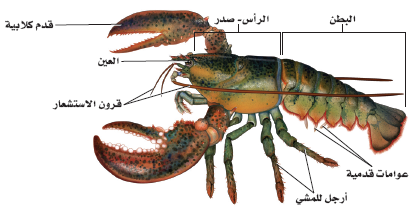 البطن
الرأس- صدر
قدم كلابية
العين
قرون الاستشعار
عوامات قدمية
أرجل للمشي